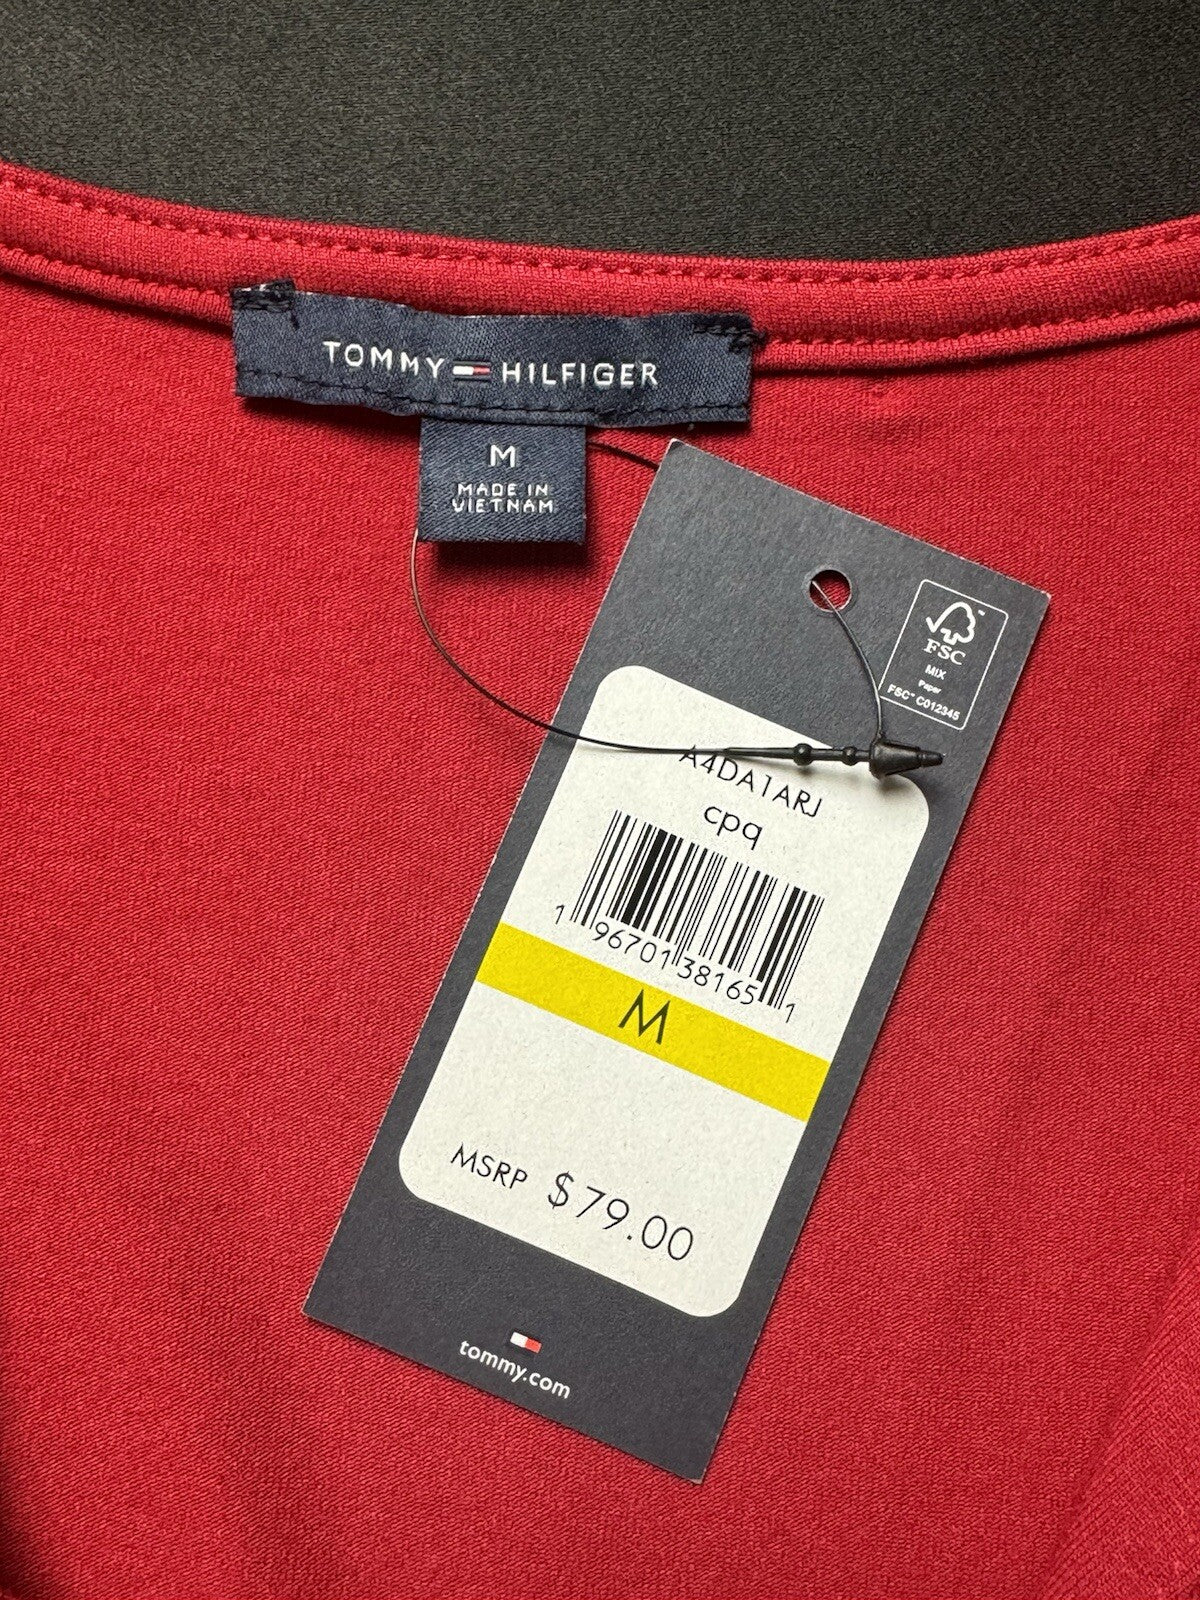 TOMMY HILFIGER
M
MADE IN
VIETNAM
FSC
MIX
Paper
FSC™ C012345
A4DA1ARJ
cpq
1 96701 38165 1
M
MSRP $79.00
tommy.com